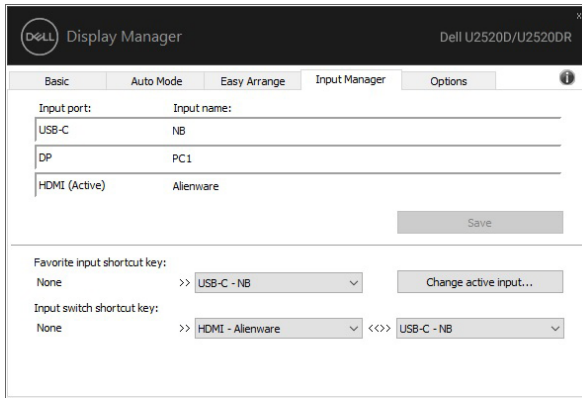 DELL Display Manager Dell U2520D/U2520DR
x
Basic Auto Mode Easy Arrange Input Manager Options i
Input port: Input name:
USB-C NB
DP PC1
HDMI (Active) Alienware
Save
Favorite input shortcut key:
None >> USB-C - NB Change active input...
Input switch shortcut key:
None >> HDMI - Alienware <<>> USB-C - NB